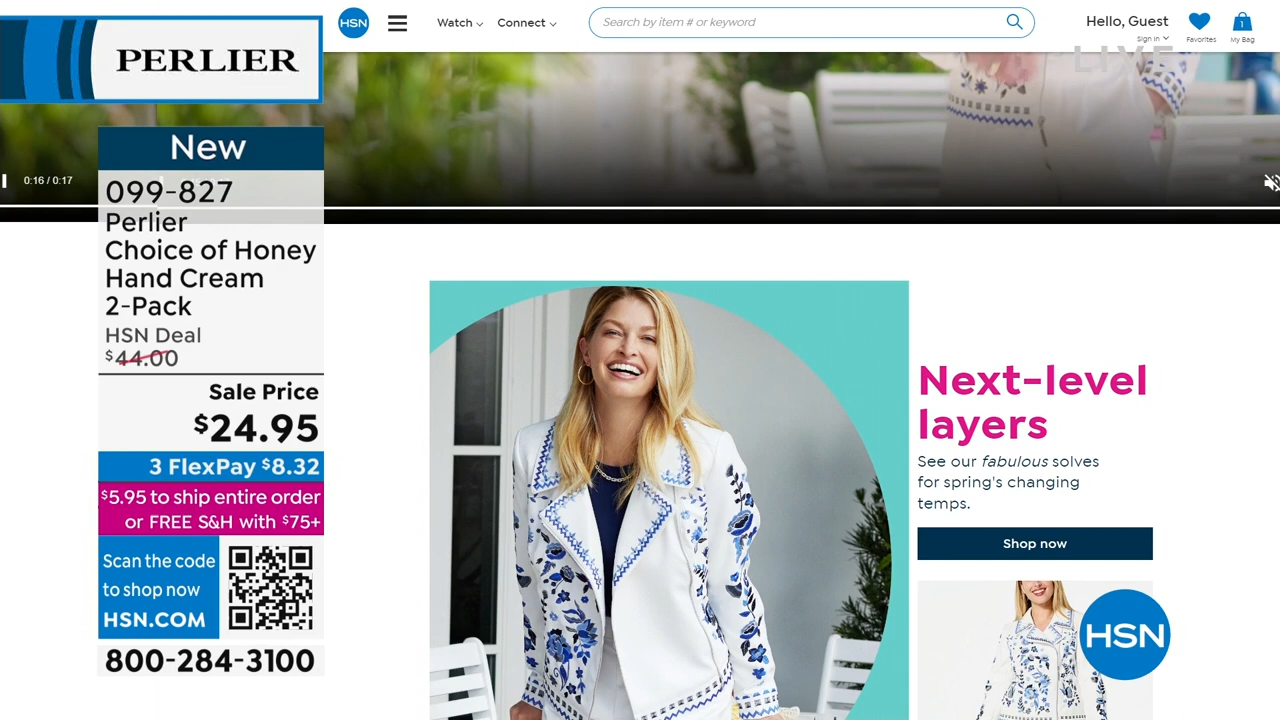 PERLIER
HSN
Watch
Connect
Search by item # or keyword
Hello, Guest
Sign in
Favorites
1
My Bag
LIVE
New
0:16 / 0:17
099-827
Perlier
Choice of Honey
Hand Cream
2-Pack
HSN Deal
$44.00
Sale Price
$24.95
3 FlexPay $8.32
$5.95 to ship entire order
or FREE S&H with $75+
Scan the code
to shop now
HSN.COM
800-284-3100
Next-level
layers
See our fabulous solves
for spring's changing
temps.
Shop now
HSN